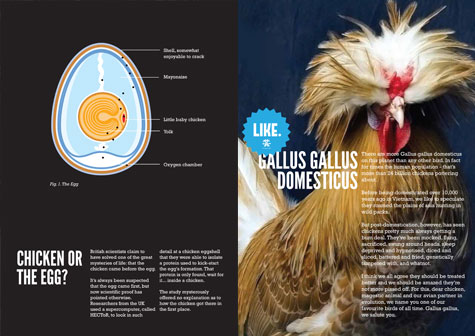 Shell, somewhat
enjoyable to crack
Mayonaise
Little baby chicken
Yolk
Oxygen chamber
Fig. 1. The Egg
CHICKEN OR
THE EGG?
British scientists claim to
have solved one of the great
mysteries of life: that the
chicken came before the egg.
It's always been suspected
that the egg came first, but
now scientific proof has
pointed otherwise.
Researchers from the UK
used a supercomputer, called
HECToR, to look in such
detail at a chicken eggshell
that they were able to isolate
a protein used to kick-start
the egg's formation. That
protein is only found, wait for
it... inside a chicken.
The study mysteriously
offered no explanation as to
how the chicken got there in
the first place.
LIKE.
GALLUS GALLUS
DOMESTICUS
There are more Gallus gallus domesticus
on this planet than any other bird. In fact
for times the human population - that's
more than 24 billion chickens pottering
about.
Before being domesticated over 10,000
years ago in Vietnam, we like to speculate
they roamed the plains of asia hunting in
wild packs.
But post-domestication, however, has seen
chickens pretty much always getting a
bum deal. They've been mocked, flung,
sacrificed, swung around heads, sleep
deprived and hypnotised, diced and
sliced, battered and fried, genetically
tampered with, and whatnot.
I think we all agree they should be treated
better and we should be amazed they're
not more pissed off. For this, dear chicken,
magestic animal and our avian partner in
evolution, we name you one of our
favourite birds of all time. Gallus gallus,
we salute you.